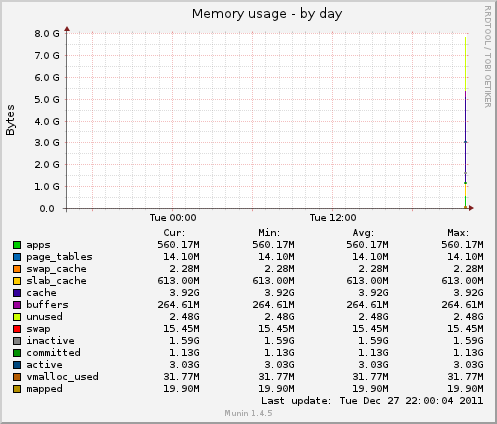 Memory usage - by day
RRDTOOL / TOBI OETIKER
Bytes
8.0 G
7.0 G
6.0 G
5.0 G
4.0 G
3.0 G
2.0 G
1.0 G
0.0
Tue 00:00 Tue 12:00
Cur: Min: Avg: Max:
apps 560.17M 560.17M 560.17M 560.17M
page_tables 14.10M 14.10M 14.10M 14.10M
swap_cache 2.28M 2.28M 2.28M 2.28M
slab_cache 613.00M 613.00M 613.00M 613.00M
cache 3.92G 3.92G 3.92G 3.92G
buffers 264.61M 264.61M 264.61M 264.61M
unused 2.48G 2.48G 2.48G 2.48G
swap 15.45M 15.45M 15.45M 15.45M
inactive 1.59G 1.59G 1.59G 1.59G
committed 1.13G 1.13G 1.13G 1.13G
active 3.03G 3.03G 3.03G 3.03G
vmalloc_used 31.77M 31.77M 31.77M 31.77M
mapped 19.90M 19.90M 19.90M 19.90M
Last update: Tue Dec 27 22:00:04 2011
Munin 1.4.5